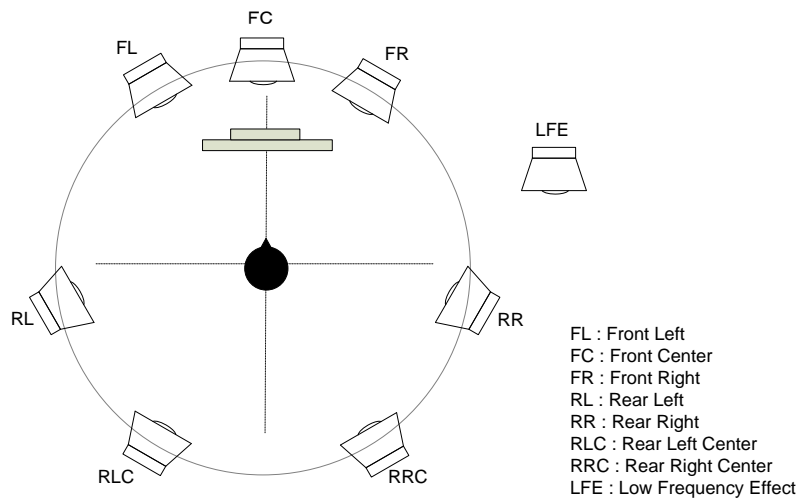 FC
FL
FR
LFE
RL
RR
RLC
RRC
FL : Front Left
FC : Front Center
FR : Front Right
RL : Rear Left
RR : Rear Right
RLC : Rear Left Center
RRC : Rear Right Center
LFE : Low Frequency Effect